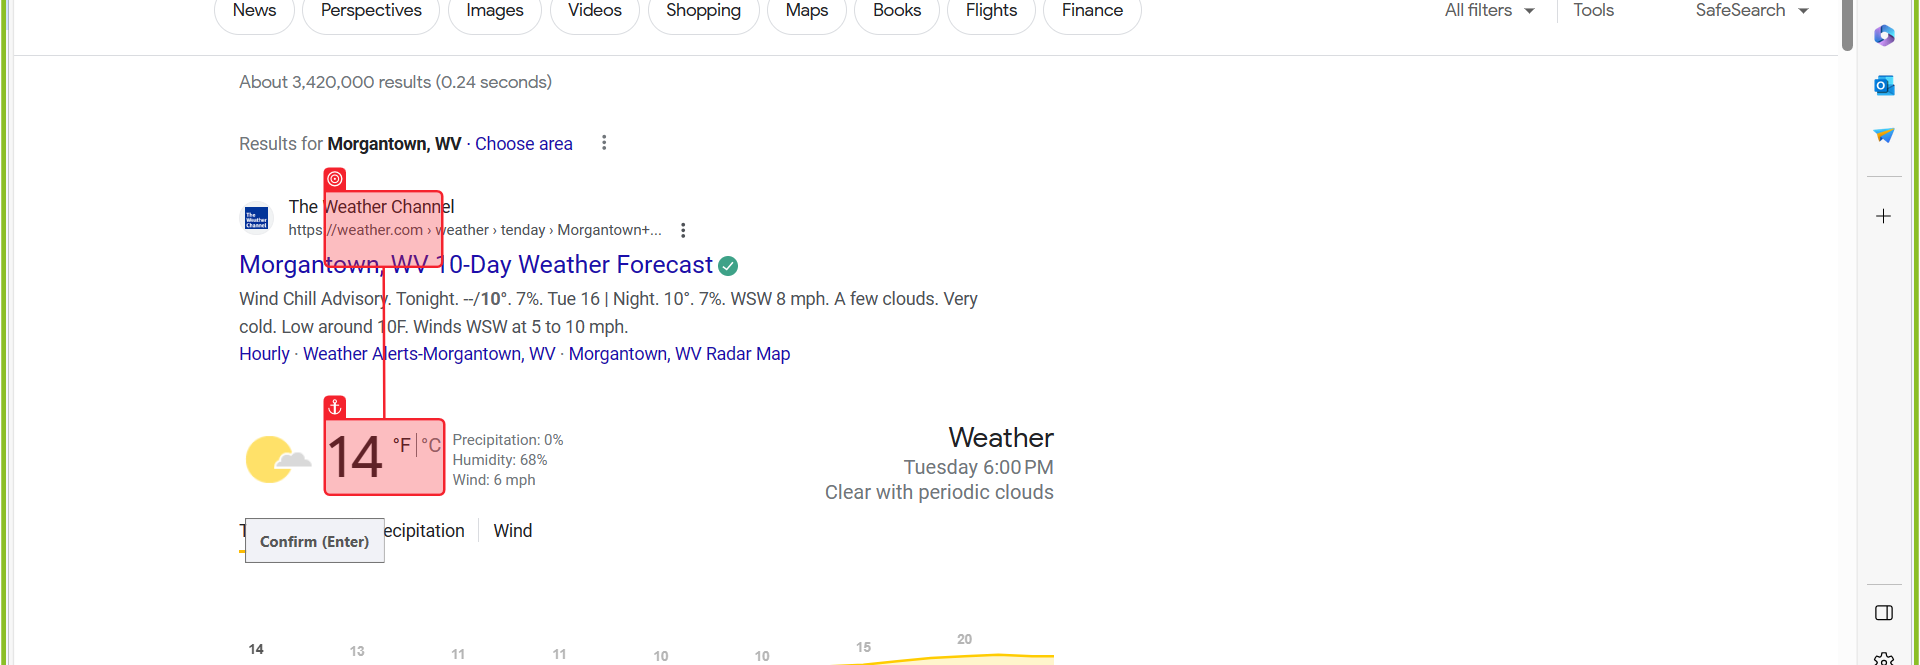 News Perspectives Images Videos Shopping Maps Books Flights Finance All filters Tools SafeSearch
About 3,420,000 results (0.24 seconds)
Results for Morgantown, WV · Choose area
The Weather Channel
The Weather Channel
https://weather.com › weather › tenday › Morgantown+...
Morgantown, WV 10-Day Weather Forecast
Wind Chill Advisory. Tonight. --/10°. 7%. Tue 16 | Night. 10°. 7%. WSW 8 mph. A few clouds. Very
cold. Low around 10F. Winds WSW at 5 to 10 mph.
Hourly · Weather Alerts-Morgantown, WV · Morgantown, WV Radar Map
14 °F | °C
Precipitation: 0%
Humidity: 68%
Wind: 6 mph
Weather
Tuesday 6:00 PM
Clear with periodic clouds
ecipitation Wind
Confirm (Enter)
14 13 11 11 10 10 15 20